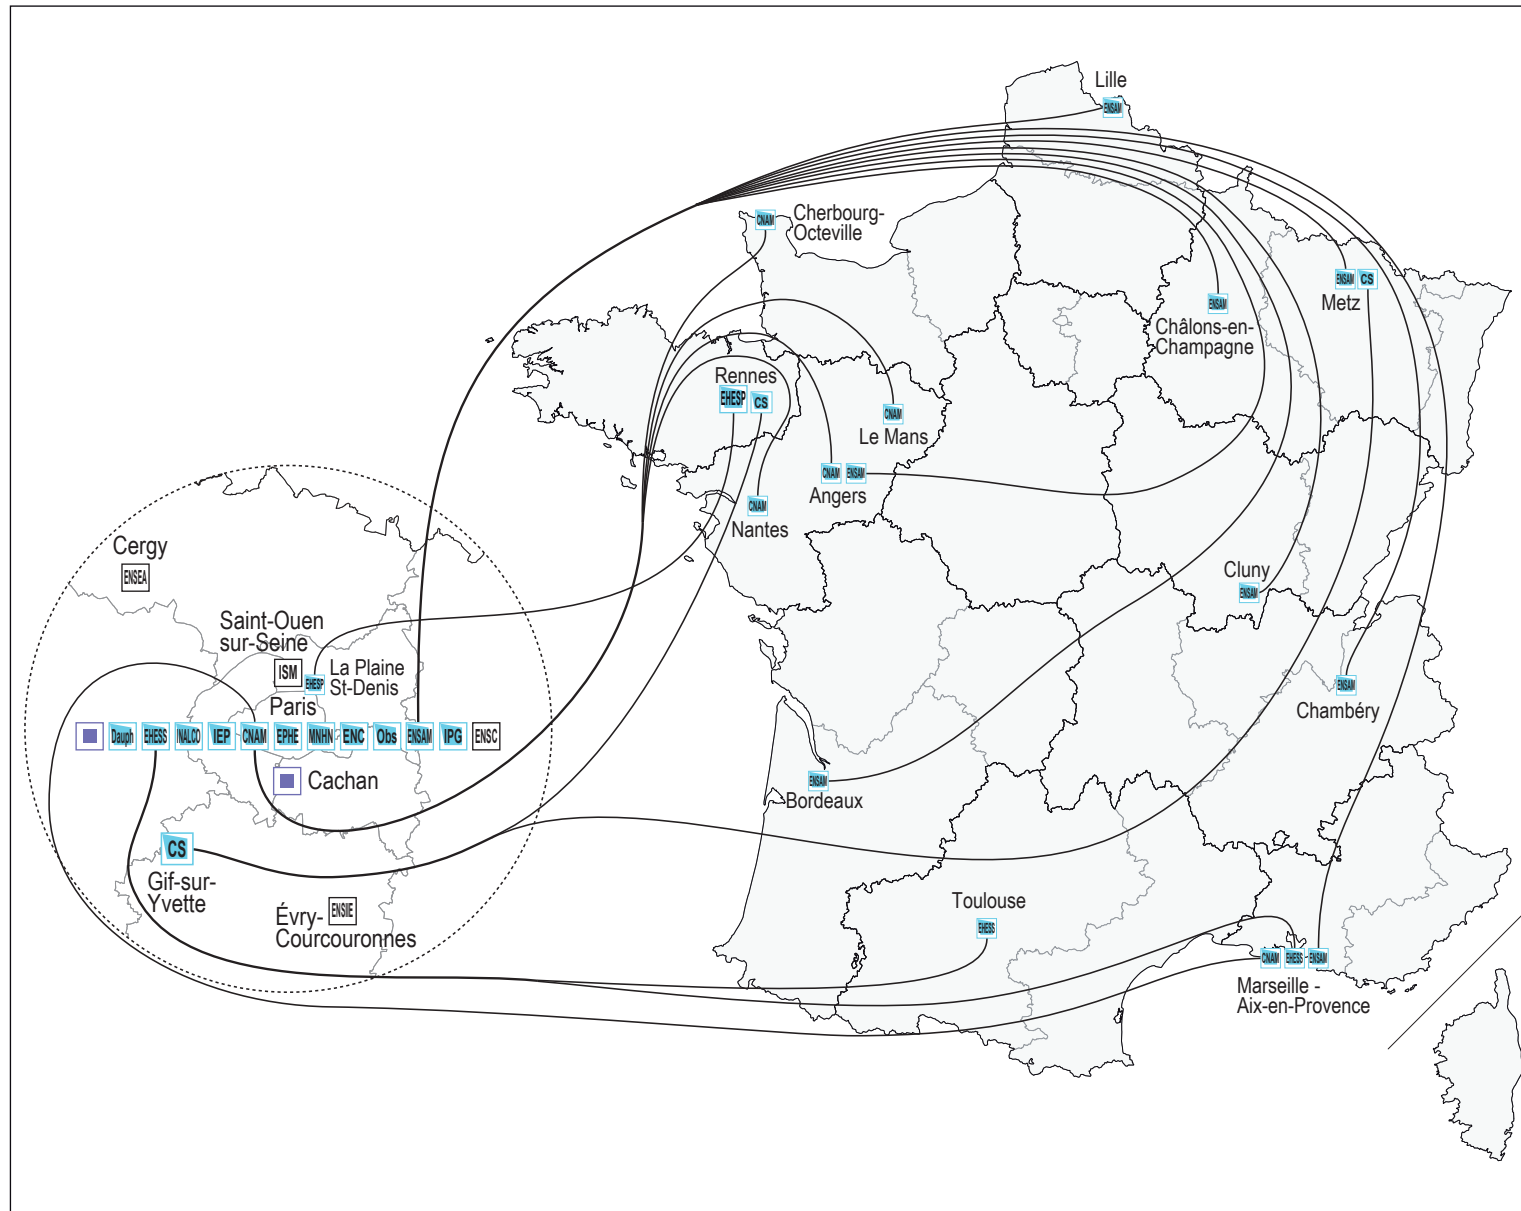 Lille
ENSAM
CNAM
Cherbourg-
Octeville
ENSAM CS
Metz
ENSAM
Châlons-en-
Champagne
Rennes
EHESP CS
CNAM
Le Mans
CNAM ENSAM
Angers
CNAM
Nantes
Cergy
ENSEA
Cluny
ENSAM
Saint-Ouen
sur-Seine
ISM
EHESP
La Plaine
St-Denis
Paris
Dauph EHESS INALCO IEP CNAM EPHE MNHN ENC Obs ENSAM IPG ENSC
Cachan
ENSAM
Chambéry
ENSAM
Bordeaux
CS
Gif-sur-
Yvette
ENSIIE
Évry-
Courcouronnes
Toulouse
EHESS
CNAM EHESS ENSAM
Marseille -
Aix-en-Provence